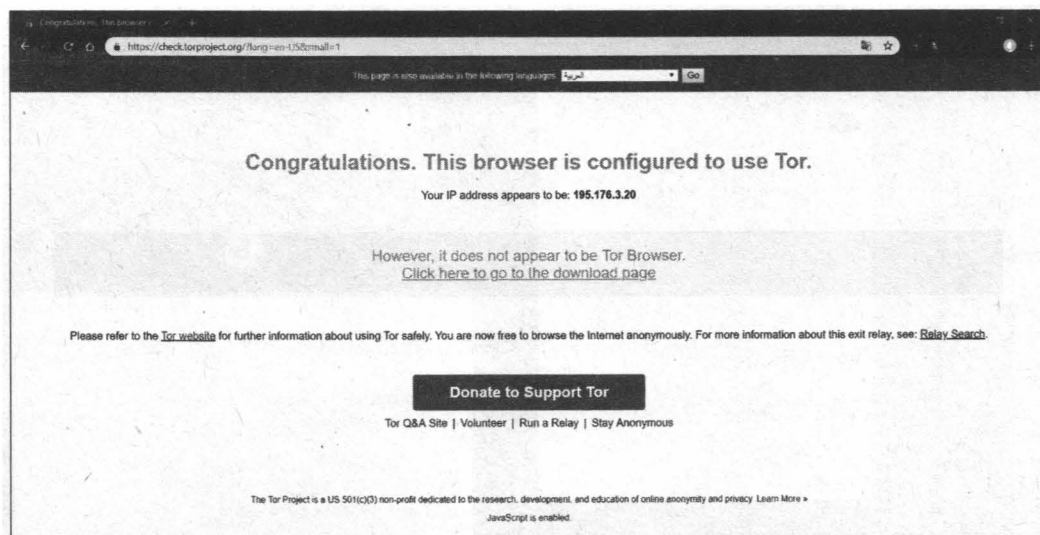 Congratulations. This browser i
https://check.torproject.org/?lang=en-US&small=1
This page is also available in the following languages: العربية Go
Congratulations. This browser is configured to use Tor.
Your IP address appears to be: 195.176.3.20
However, it does not appear to be Tor Browser.
Click here to go to the download page
Please refer to the Tor website for further information about using Tor safely. You are now free to browse the Internet anonymously. For more information about this exit relay, see: Relay Search.
Donate to Support Tor
Tor Q&A Site | Volunteer | Run a Relay | Stay Anonymous
The Tor Project is a US 501(c)(3) non-profit dedicated to the research, development, and education of online anonymity and privacy. Learn More »
JavaScript is enabled.